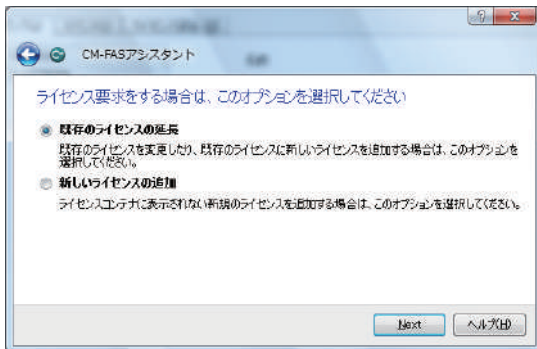 CM-FASアシスタント
ライセンス要求をする場合は、このオプションを選択してください
既存のライセンスの延長
既存のライセンスを変更したり、既存のライセンスに新しいライセンスを追加する場合は、このオプションを
選択してください。
新しいライセンスの追加
ライセンスコンテナに表示されない新規のライセンスを追加する場合は、このオプションを選択してください。
Next
ヘルプ(H)